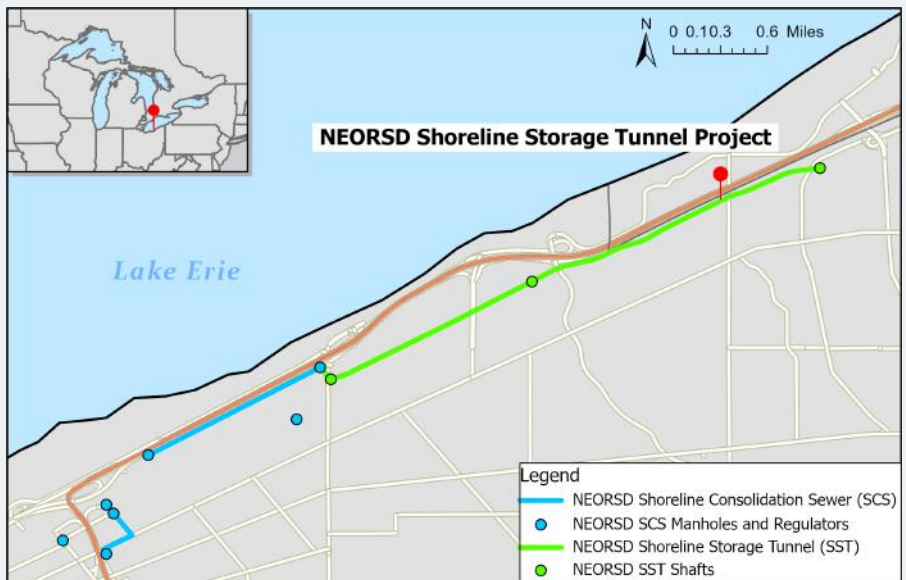 N
0 0.10.3 0.6 Miles
NEORSD Shoreline Storage Tunnel Project
Lake Erie
Legend
NEORSD Shoreline Consolidation Sewer (SCS)
NEORSD SCS Manholes and Regulators
NEORSD Shoreline Storage Tunnel (SST)
NEORSD SST Shafts